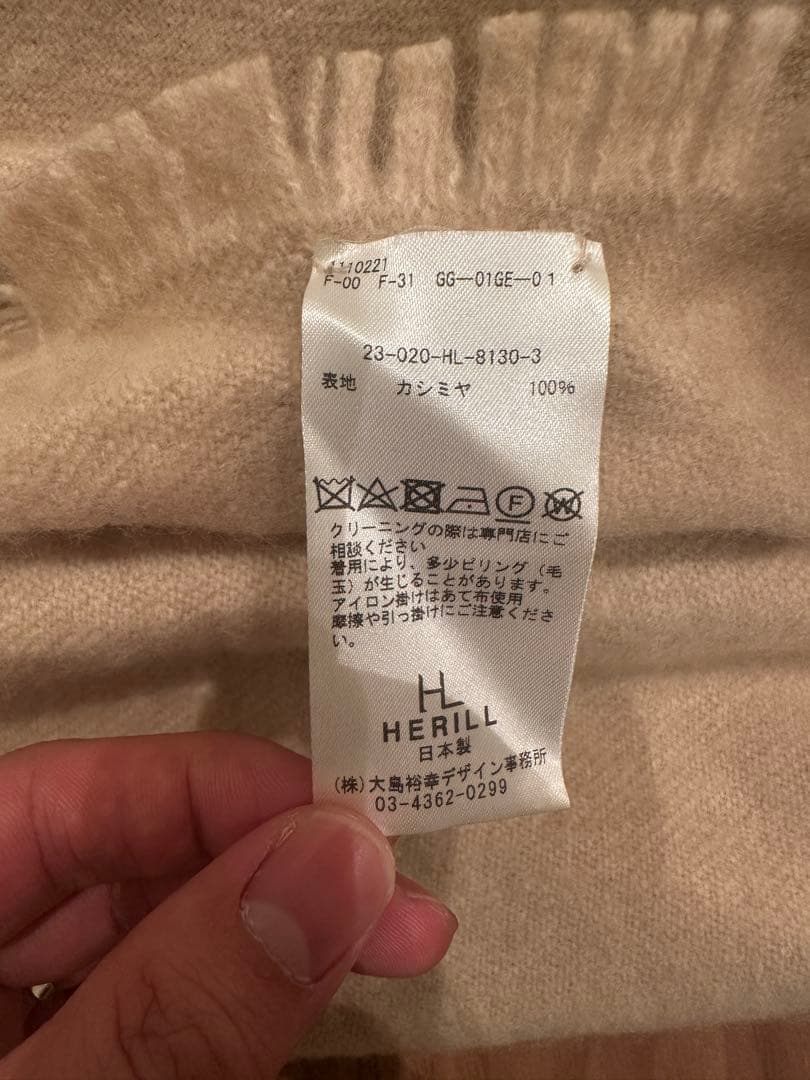 1110221
F-00 F-31 GG—01GE—01
23-020-HL-8130-3
表地 カシミヤ 100%
F
W
クリーニングの際は専門店にご
相談ください
着用により、多少ピリング（毛
玉）が生じることがあります。
アイロン掛けはあて布使用
摩擦や引っ掛けにご注意くださ
い。
HL
HERILL
日本製
(株)大島裕幸デザイン事務所
03-4362-0299